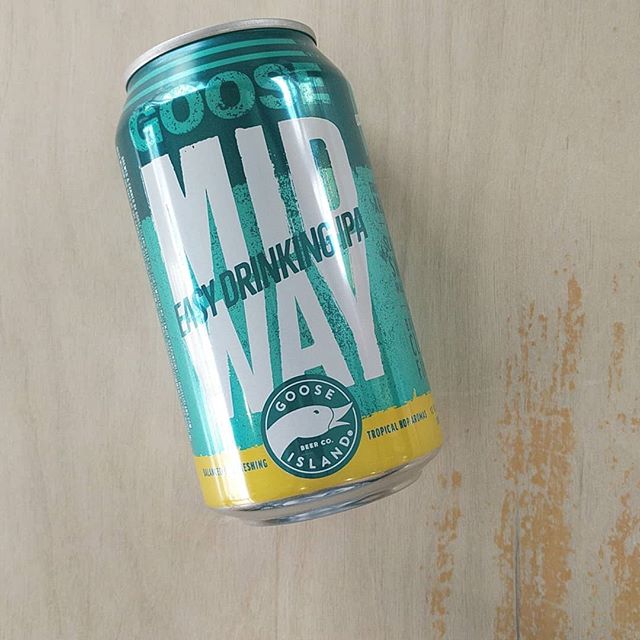 GOOSE
MID
EASY DRINKING IPA
WAY
GOOSE
BEER CO.
ISLAND®
TROPICAL HOP AROMAS